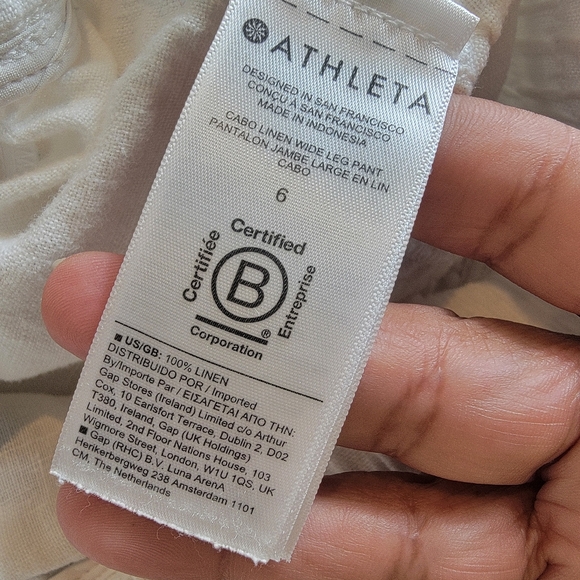 ATHLETA
DESIGNED IN SAN FRANCISCO
CONÇU À SAN FRANCISCO
MADE IN INDONESIA
CABO LINEN WIDE LEG PANT
PANTALON JAMBE LARGE EN LIN
CABO
6
Certified
Certifiée
B
Entreprise
®
Corporation
■ US/GB: 100% LINEN
DISTRIBUIDO POR / Imported
By/Importe Par / ΕΙΣΑΓΕΤΑΙ ΑΠΟ ΤΗΝ:
Gap Stores (Ireland) Limited c/o Arthur
Cox, 10 Earlsfort Terrace, Dublin 2, D02
T380, Ireland, Gap (UK Holdings)
Limited, 2nd Floor Nations House, 103
Wigmore Street, London, W1U 1QS, UK
■ Gap (RHC) B.V. Luna ArenA
Herikerbergweg 238 Amsterdam 1101
CM, The Netherlands